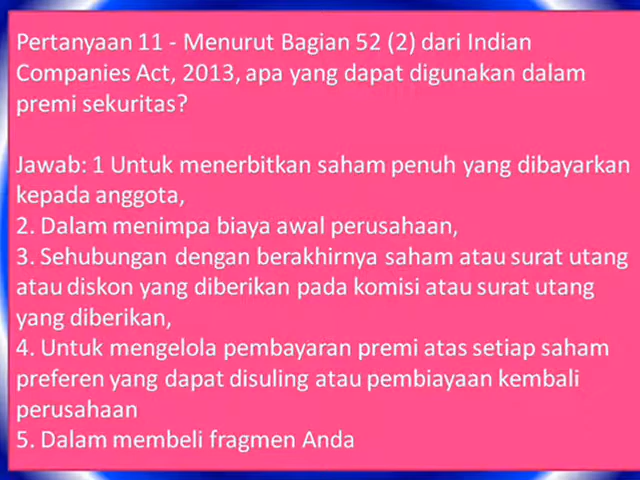 Pertanyaan 11 - Menurut Bagian 52 (2) dari Indian
Companies Act, 2013, apa yang dapat digunakan dalam
premi sekuritas?
Jawab: 1 Untuk menerbitkan saham penuh yang dibayarkan
kepada anggota,
2. Dalam menimpa biaya awal perusahaan,
3. Sehubungan dengan berakhirnya saham atau surat utang
atau diskon yang diberikan pada komisi atau surat utang
yang diberikan,
4. Untuk mengelola pembayaran premi atas setiap saham
preferen yang dapat disuling atau pembiayaan kembali
perusahaan
5. Dalam membeli fragmen Anda